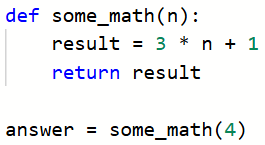 def some_math(n):
    result = 3 * n + 1
    return result

answer = some_math(4)